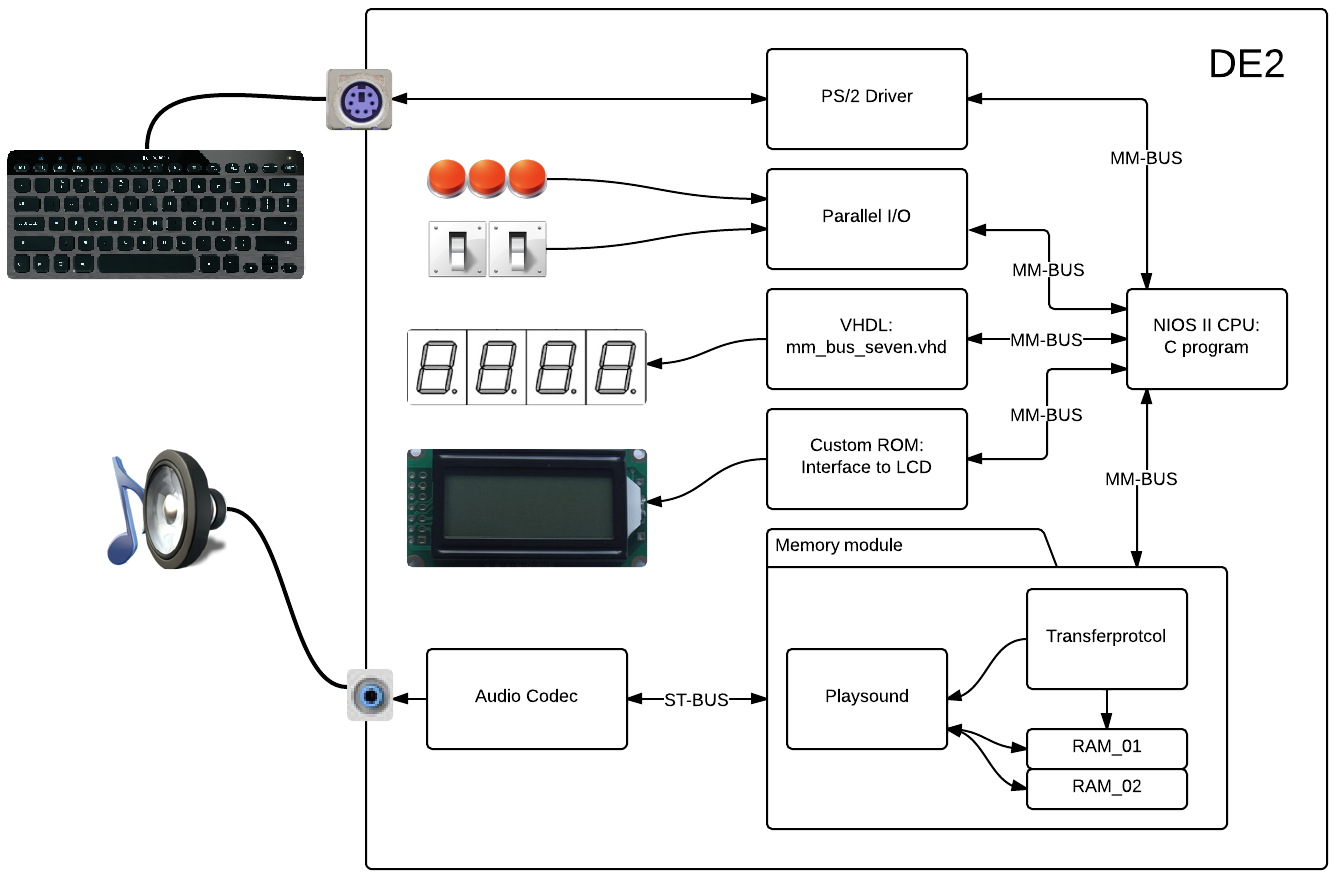 DE2
PS/2 Driver
MM-BUS
Parallel I/O
MM-BUS
VHDL:
mm_bus_seven.vhd
MM-BUS
NIOS II CPU:
C program
MM-BUS
Custom ROM:
Interface to LCD
MM-BUS
Memory module
Transferprotcol
Audio Codec
ST-BUS
Playsound
RAM_01
RAM_02